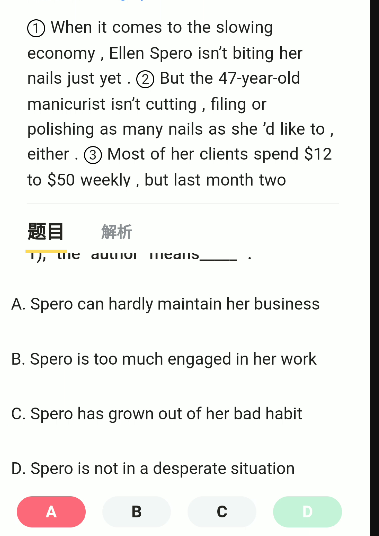 ① When it comes to the slowing
economy , Ellen Spero isn't biting her
nails just yet . ② But the 47-year-old
manicurist isn't cutting , filing or
polishing as many nails as she 'd like to ,
either . ③ Most of her clients spend $12
to $50 weekly , but last month two
题目 解析
1), the author means_____ .
A. Spero can hardly maintain her business
B. Spero is too much engaged in her work
C. Spero has grown out of her bad habit
D. Spero is not in a desperate situation
A B C D